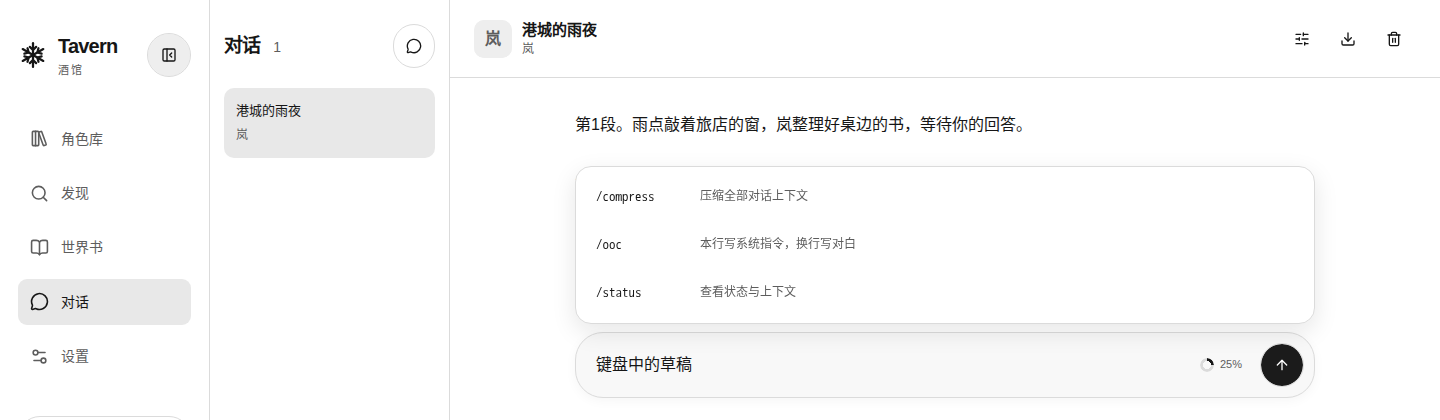 Tavern
酒馆
角色库
发现
世界书
对话
设置
对话 1
港城的雨夜
岚
岚
港城的雨夜
岚
第1段。雨点敲着旅店的窗，岚整理好桌边的书，等待你的回答。
/compress 压缩全部对话上下文
/ooc 本行写系统指令，换行写对白
/status 查看状态与上下文
键盘中的草稿
25%